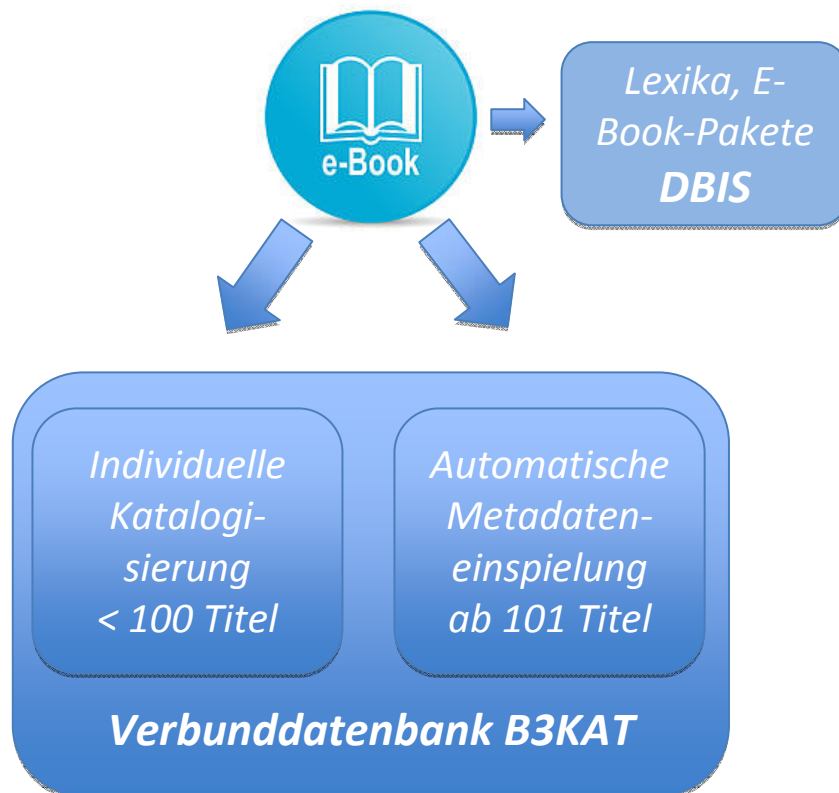 e-Book
Lexika, E-
Book-Pakete
DBIS
Individuelle
Katalogi-
sierung
< 100 Titel
Automatische
Metadaten-
einspielung
ab 101 Titel
Verbunddatenbank B3KAT